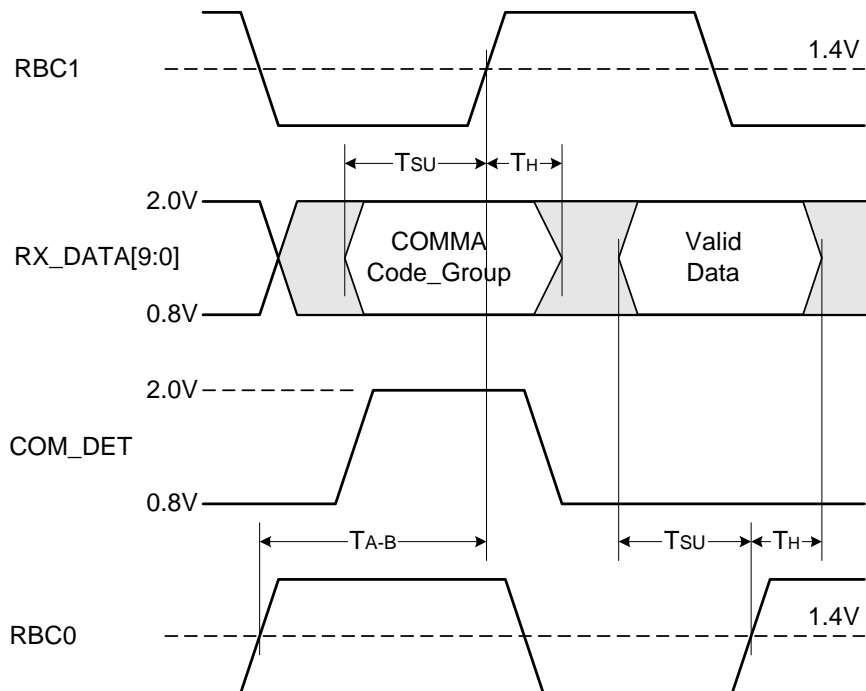 1.4V
RBC1
TSU TH
2.0V
RX_DATA[9:0]
COMMA
Code_Group
Valid
Data
0.8V
2.0V
COM_DET
0.8V
TA-B TSU TH
1.4V
RBC0